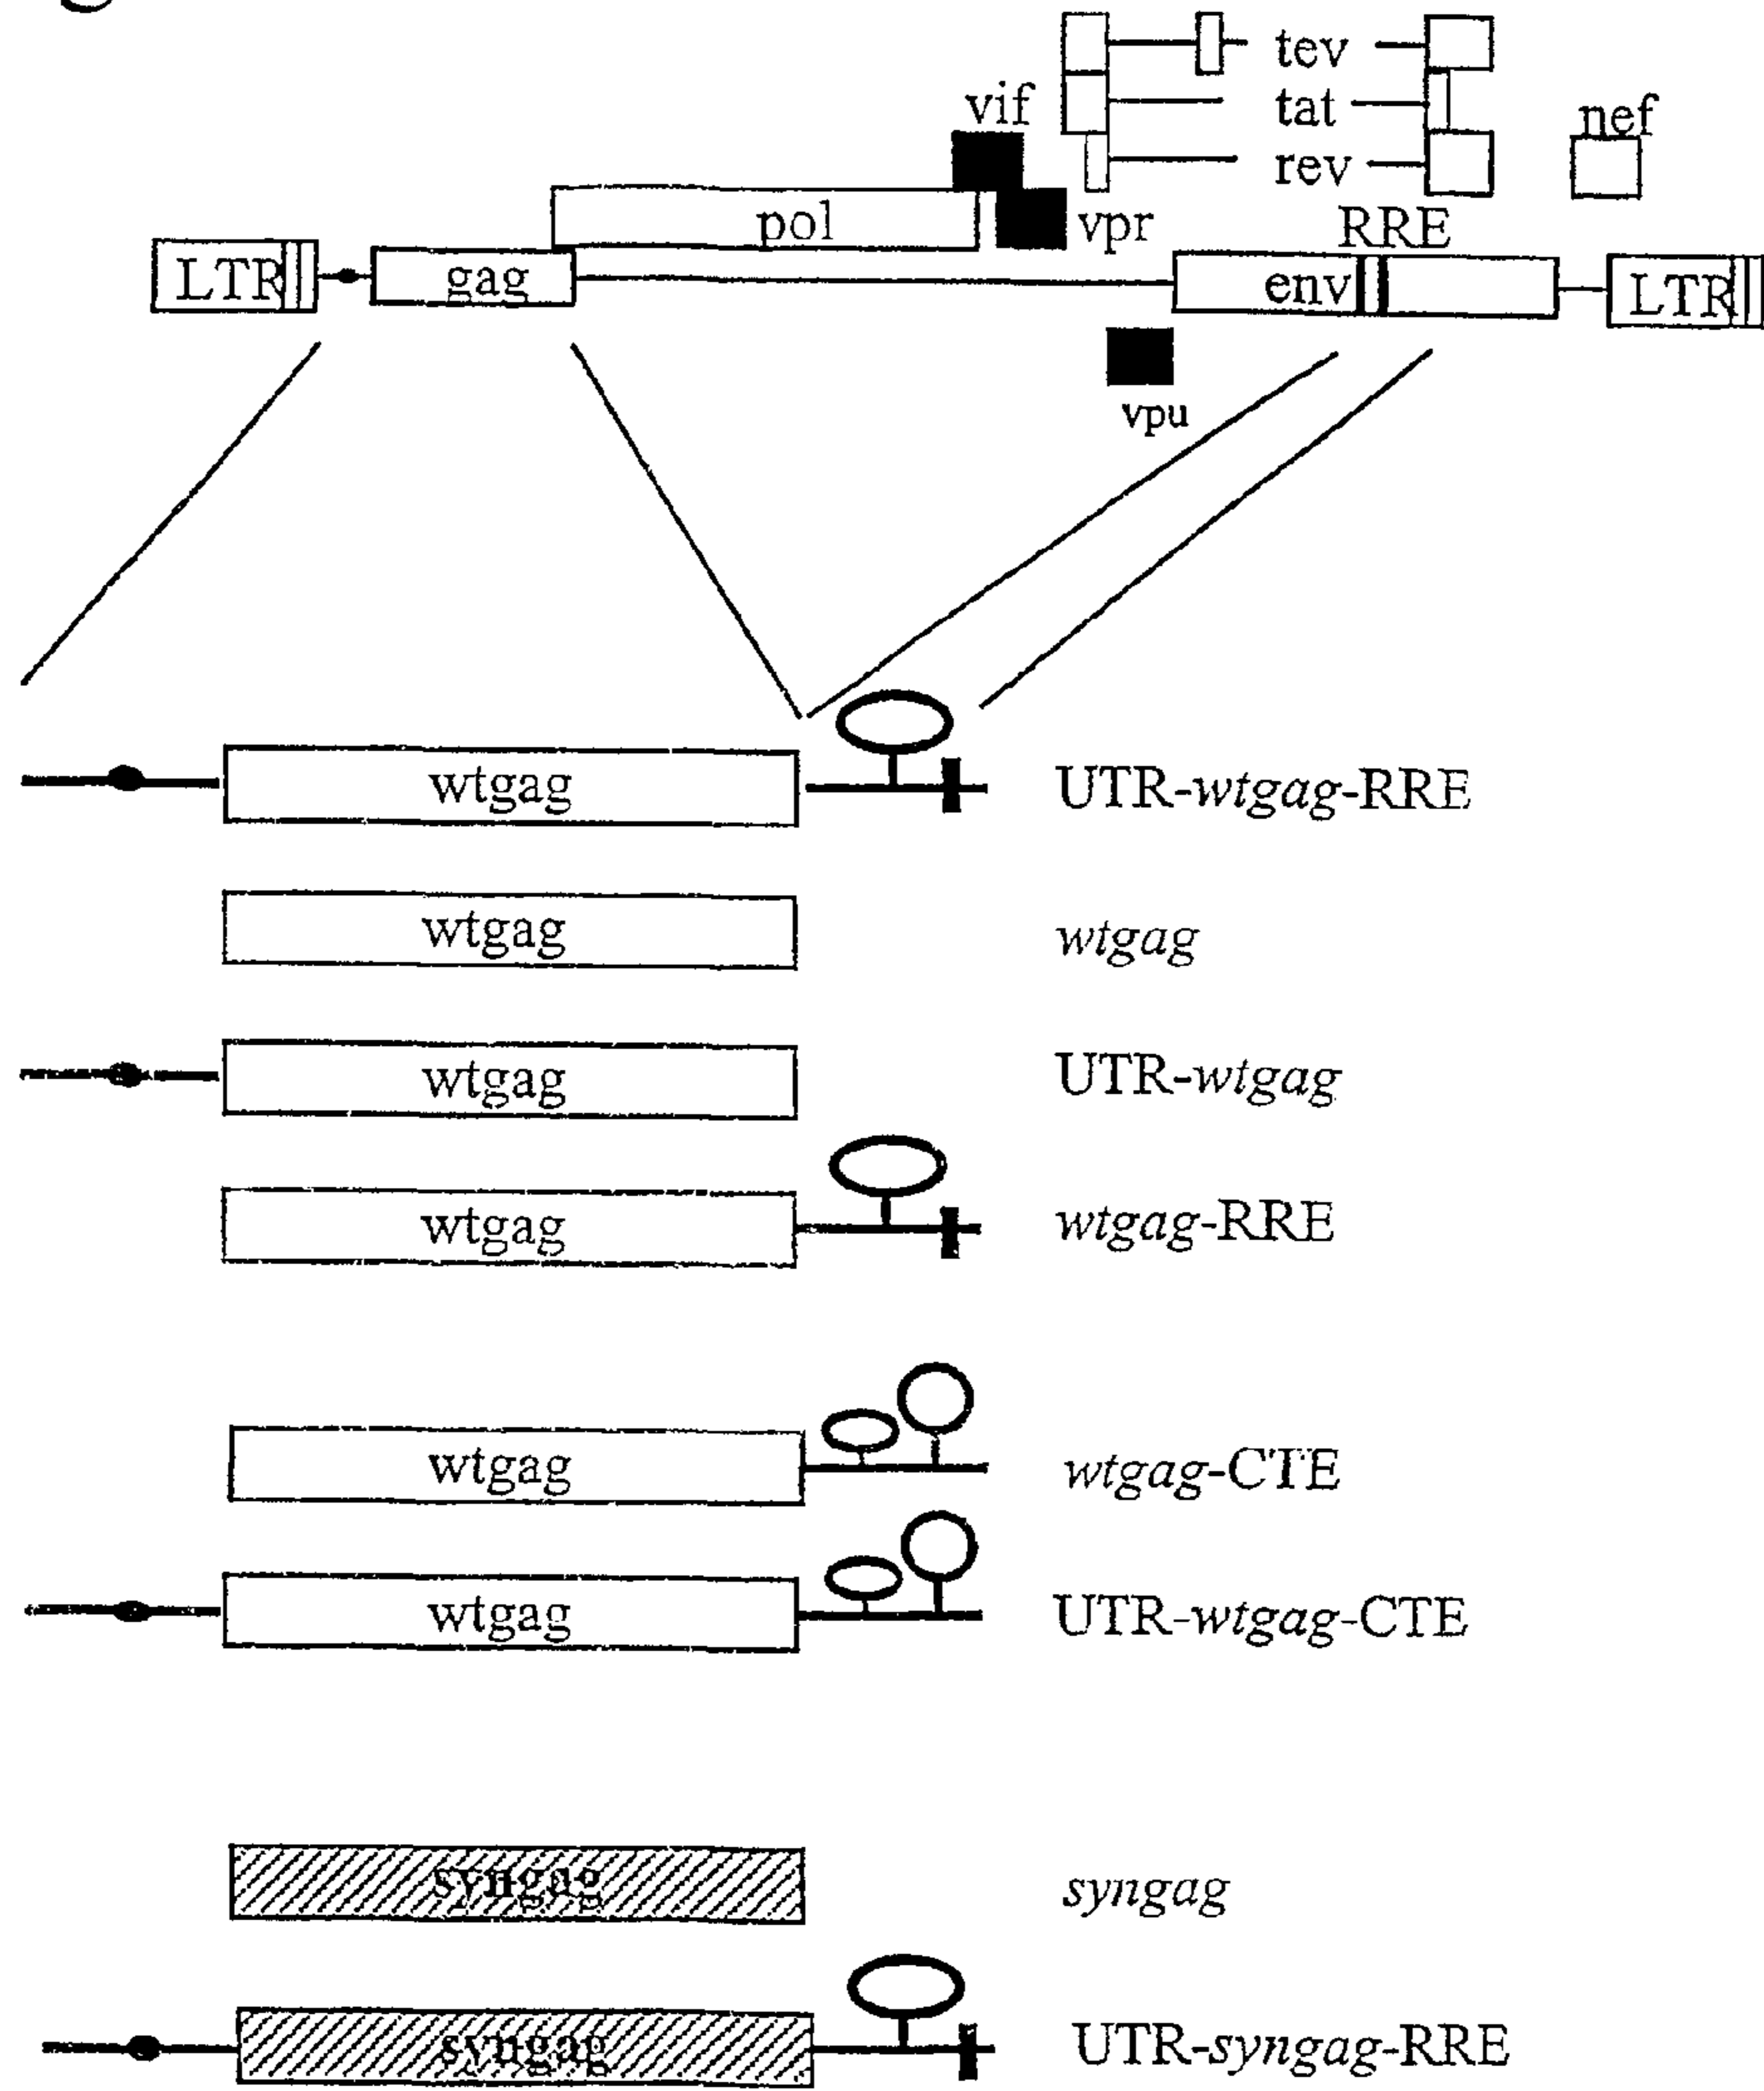 tev
vif
tat
nef
rev
pol
vpr
RRE
LTR
gag
env
LTR
vpu
wtgag
UTR-wtgag-RRE
wtgag
wtgag
wtgag
UTR-wtgag
wtgag
wtgag-RRE
wtgag
wtgag-CTE
wtgag
UTR-wtgag-CTE
syngag
syngag
syngag
UTR-syngag-RRE